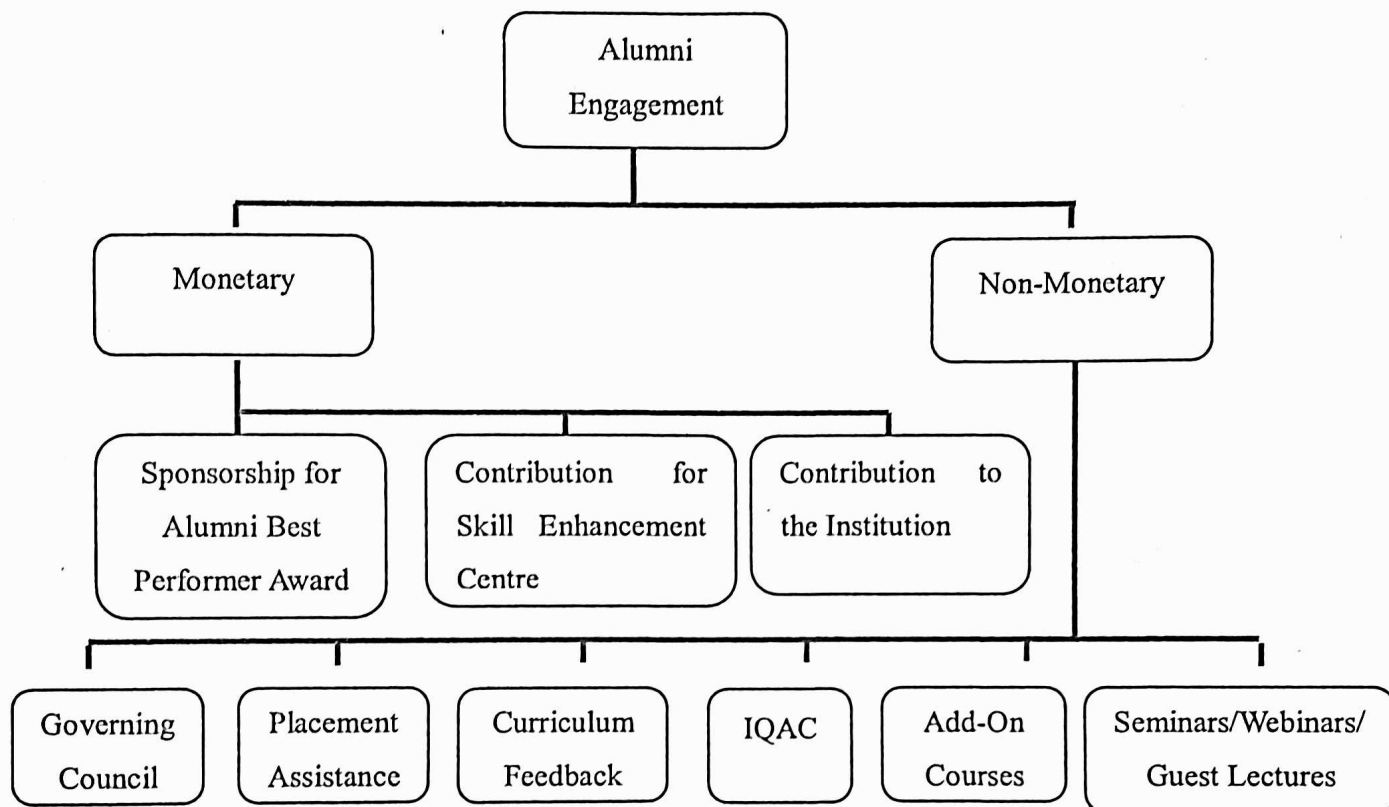 Alumni
Engagement
Monetary
Non-Monetary
Sponsorship for
Alumni Best
Performer Award
Contribution for
Skill Enhancement
Centre
Contribution to
the Institution
Governing
Council
Placement
Assistance
Curriculum
Feedback
IQAC
Add-On
Courses
Seminars/Webinars/
Guest Lectures